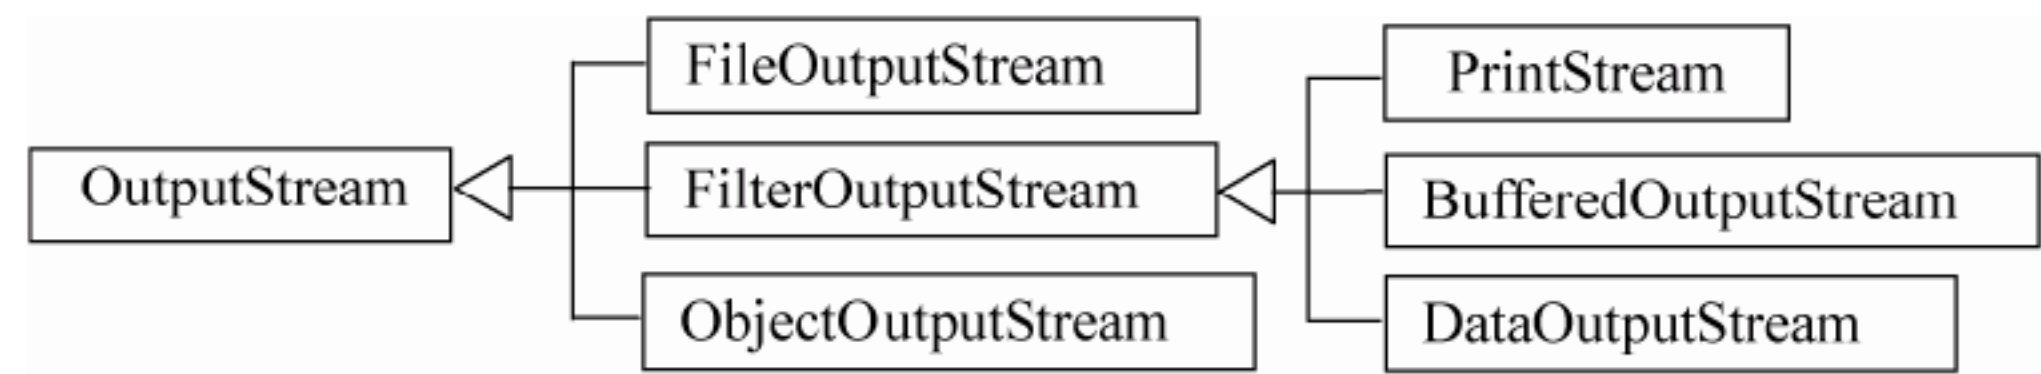 FileOutputStream
PrintStream
OutputStream
FilterOutputStream
BufferedOutputStream
ObjectOutputStream
DataOutputStream